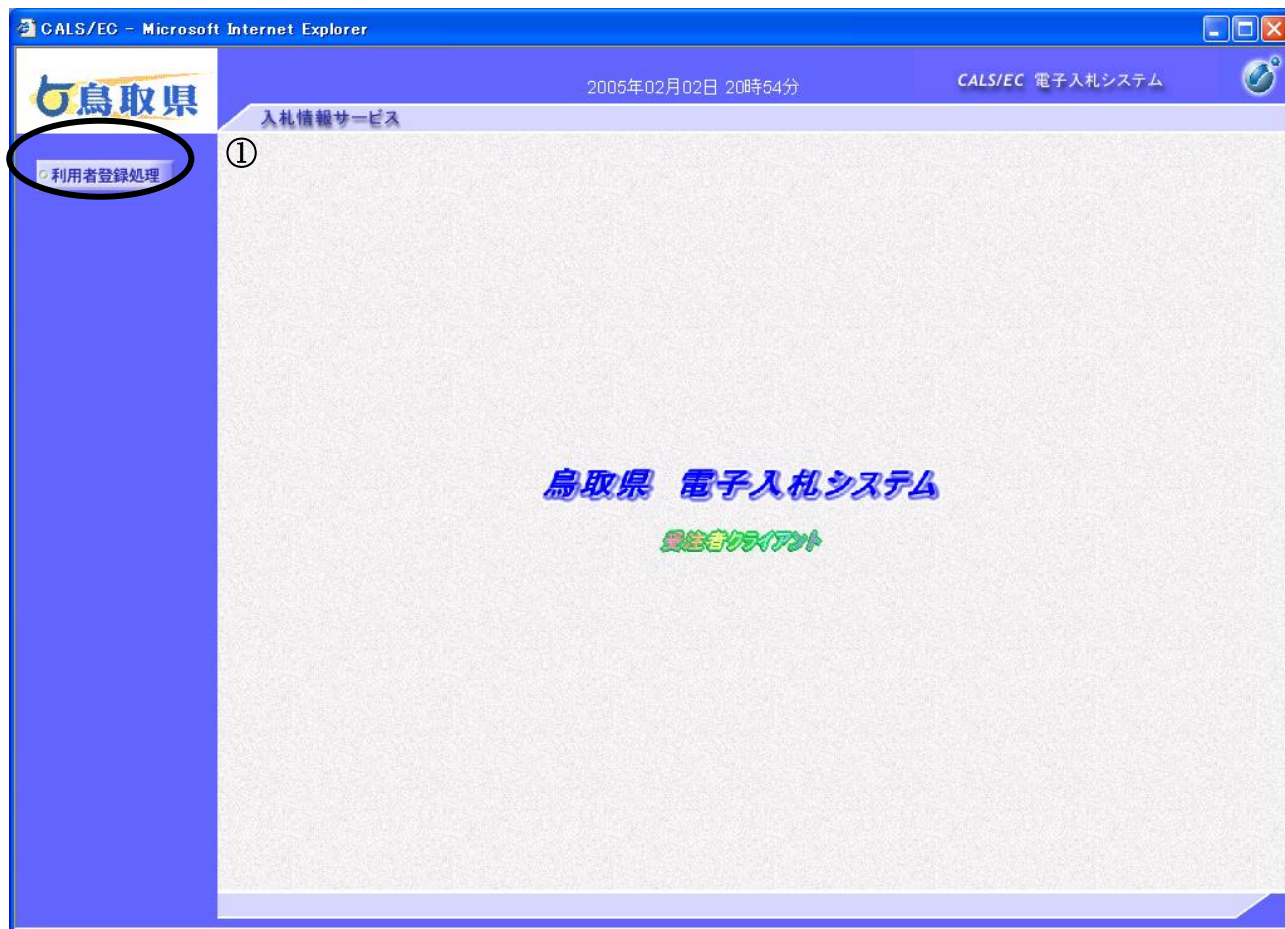 CALS/EC - Microsoft Internet Explorer
鳥取県
2005年02月02日 20時54分
CALS/EC 電子入札システム
入札情報サービス
①
利用者登録処理
鳥取県 電子入札システム
受注者クライアント